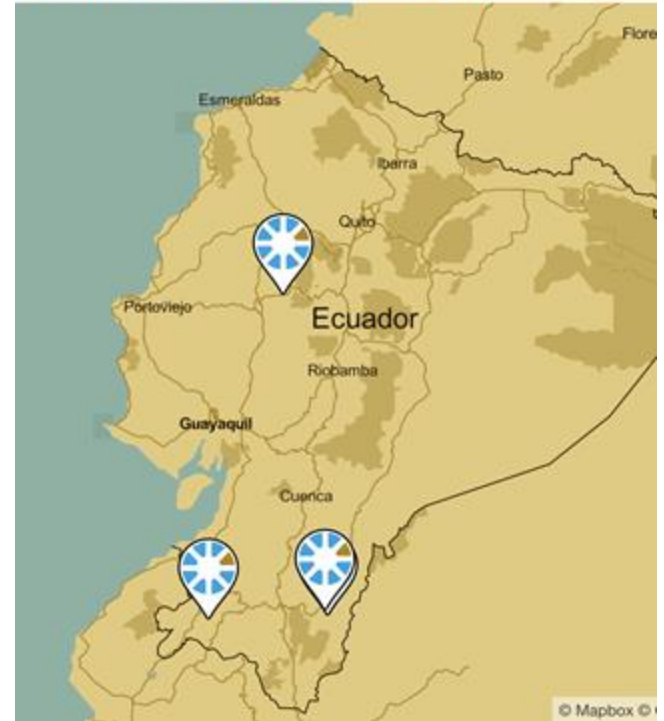 Flore
Pasto
Esmeraldas
Ibarra
Quito
Portoviejo
Ecuador
Riobamba
Guayaquil
Cuenca
© Mapbox ©